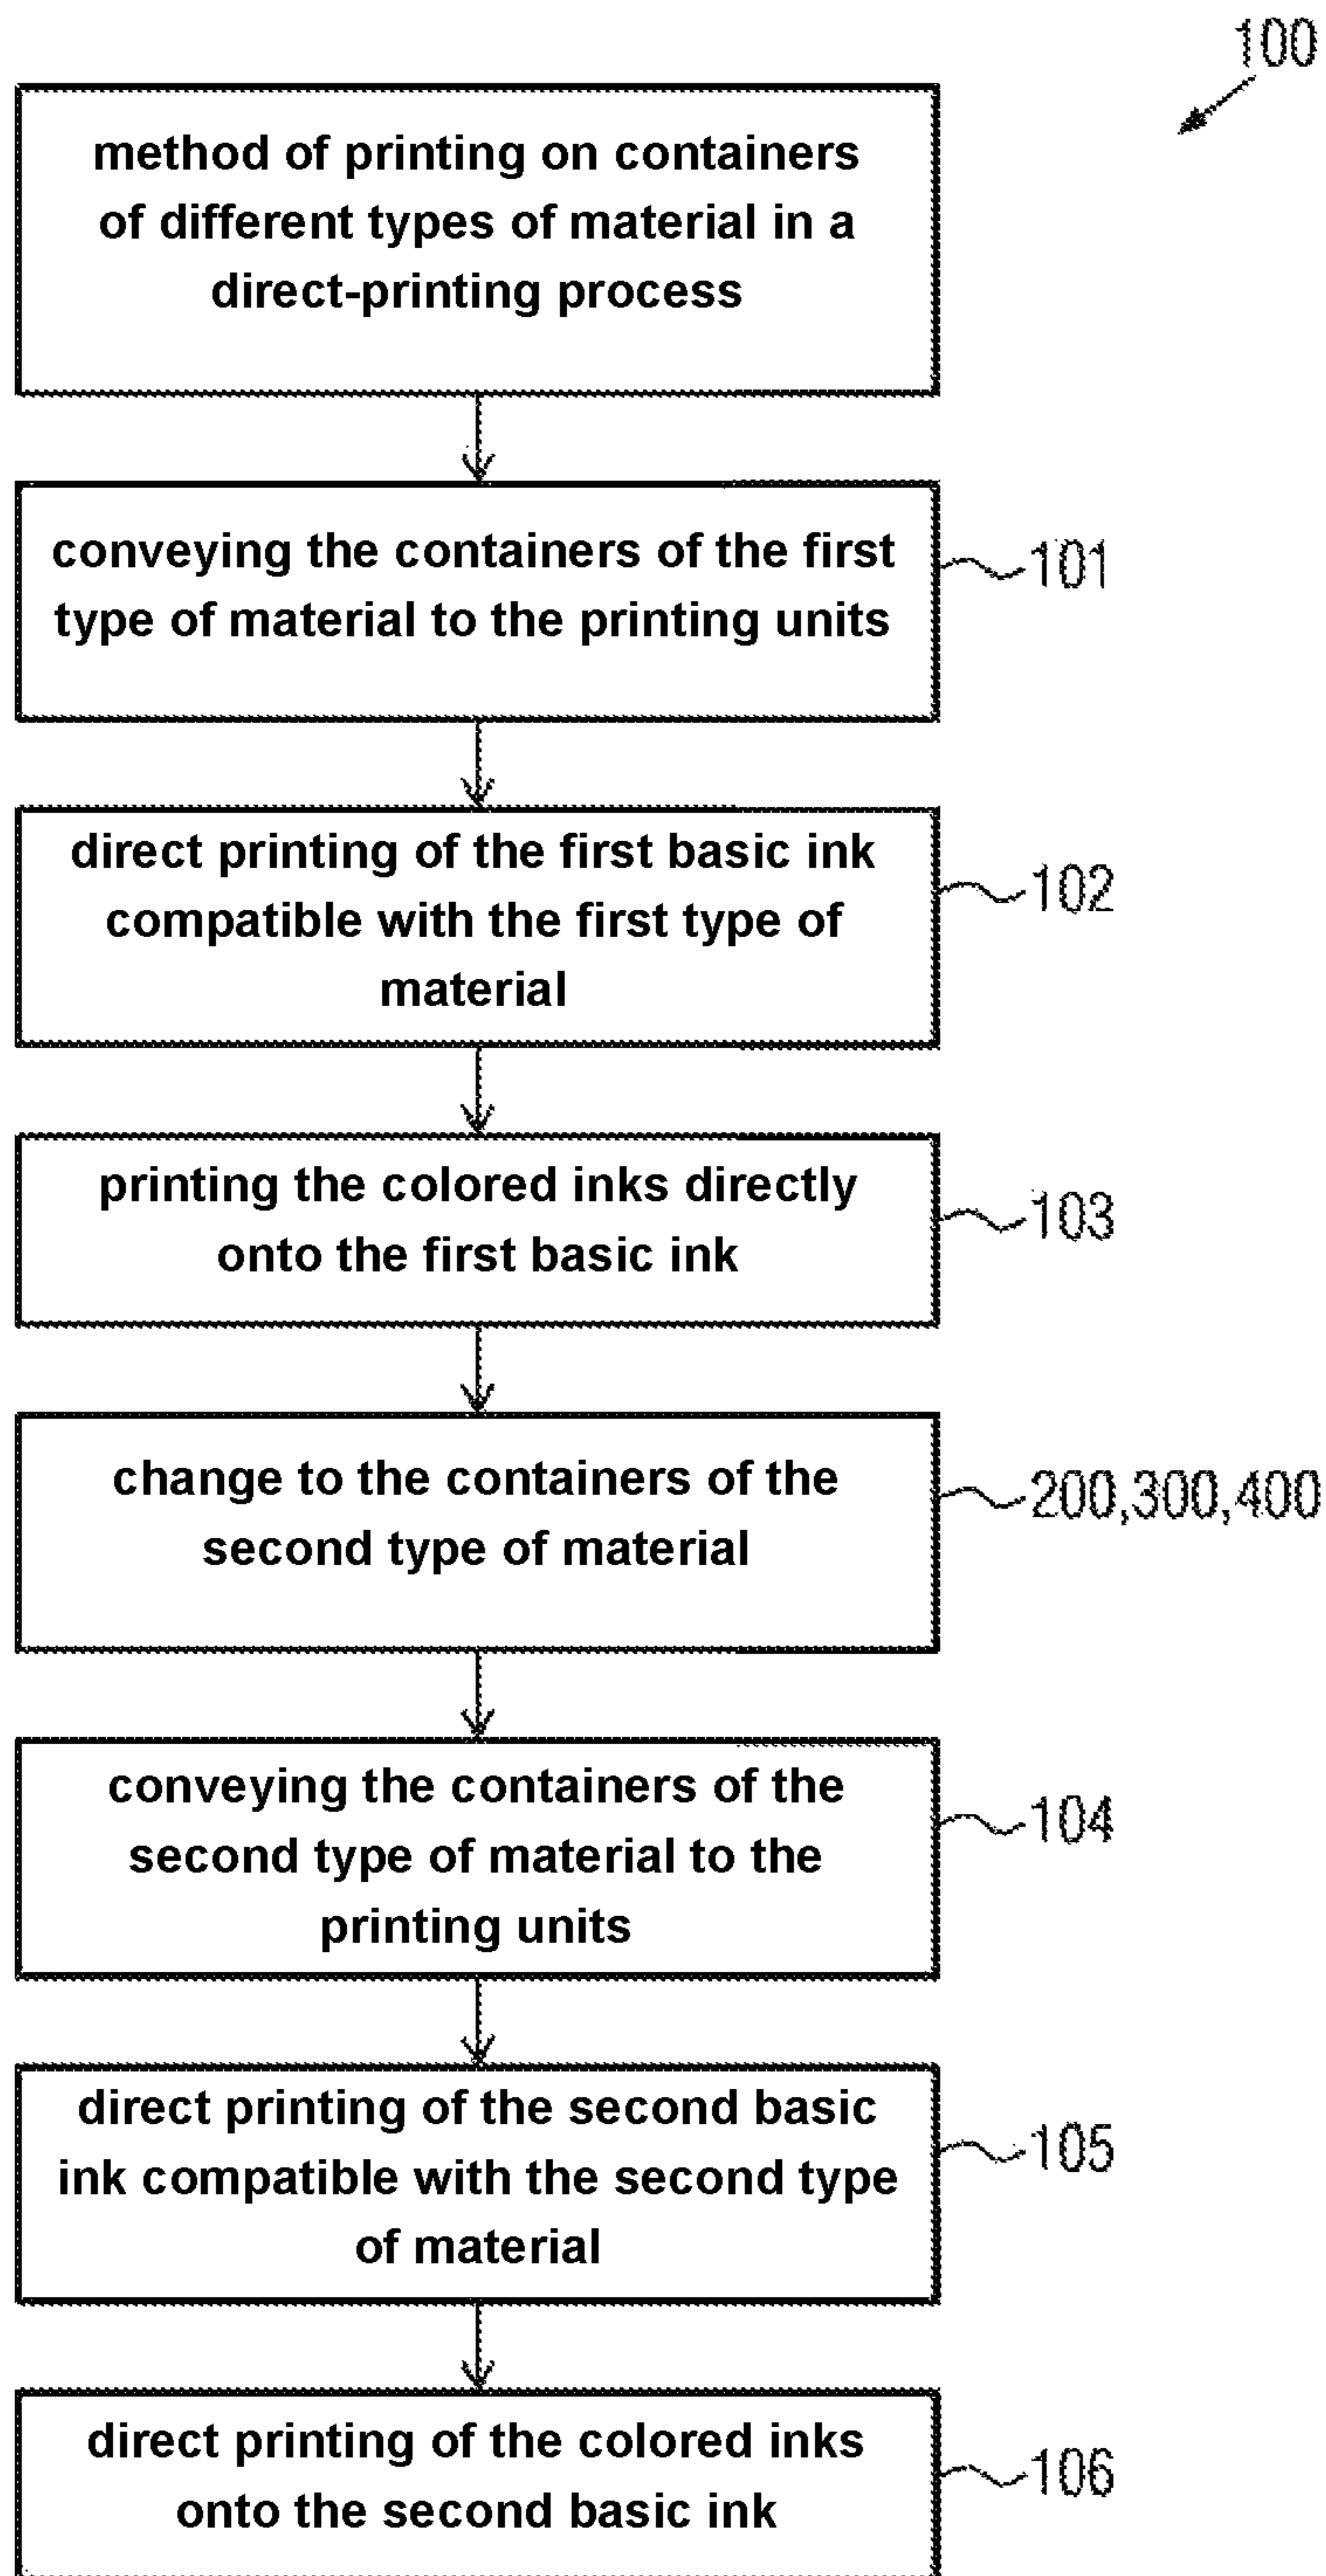 100
method of printing on containers
of different types of material in a
direct-printing process
conveying the containers of the first
type of material to the printing units
101
direct printing of the first basic ink
compatible with the first type of
material
102
printing the colored inks directly
onto the first basic ink
103
change to the containers of the
second type of material
200,300,400
conveying the containers of the
second type of material to the
printing units
104
direct printing of the second basic
ink compatible with the second type
of material
105
direct printing of the colored inks
onto the second basic ink
106